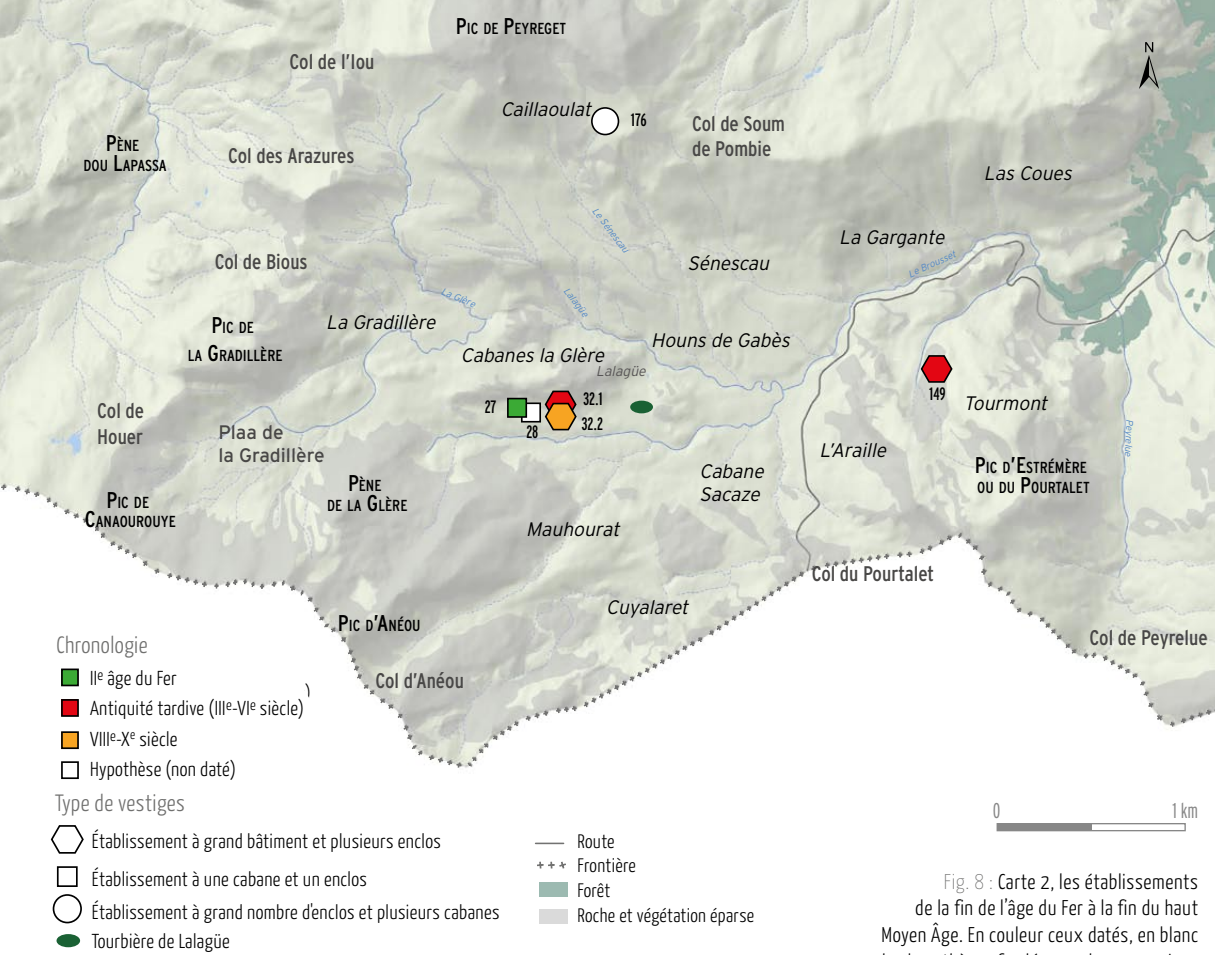 Pic de Peyreget
N
Col de l'Iou
Caillaoulat
176
Col de Soum
de Pombie
Pène
dou Lapassa
Col des Arazures
Las Coues
Le Sénescau
La Gargante
Le Brousset
Col de Bious
Sénescau
La Glère
Lalagüe
Pic de
la Gradillère
La Gradillère
Houns de Gabès
Cabanes la Glère
Lalagüe
27
28
32.1
32.2
149
Tourmont
Col de
Houer
Plaa de
la Gradillère
Peyrelue
L'Araille
Cabane
Sacaze
Pic d'Estrémère
ou du Pourtalet
Pène
de la Glère
Pic de
Canaourouye
Mauhourat
Col du Pourtalet
Cuyalaret
Pic d'Anéou
Col de Peyrelue
Col d'Anéou
Chronologie
IIe âge du Fer
Antiquité tardive (IIIe-VIe siècle)
)
VIIIe-Xe siècle
Hypothèse (non daté)
Type de vestiges
Établissement à grand bâtiment et plusieurs enclos
Établissement à une cabane et un enclos
Établissement à grand nombre d'enclos et plusieurs cabanes
Tourbière de Lalagüe
Route
Frontière
Forêt
Roche et végétation éparse
0 1 km
Fig. 8 : Carte 2, les établissements
de la fin de l'âge du Fer à la fin du haut
Moyen Âge. En couleur ceux datés, en blanc